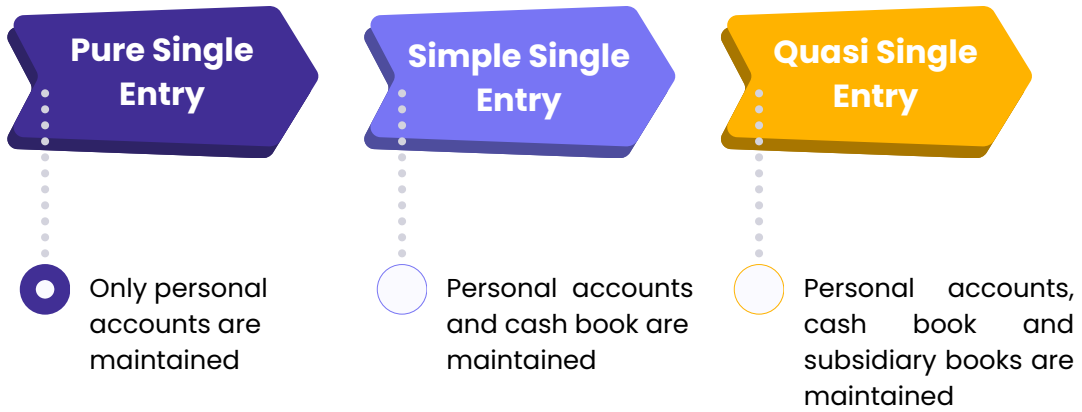 Pure Single
Entry
Only personal
accounts are
maintained
Simple Single
Entry
Personal accounts
and cash book are
maintained
Quasi Single
Entry
Personal accounts,
cash book and
subsidiary books are
maintained